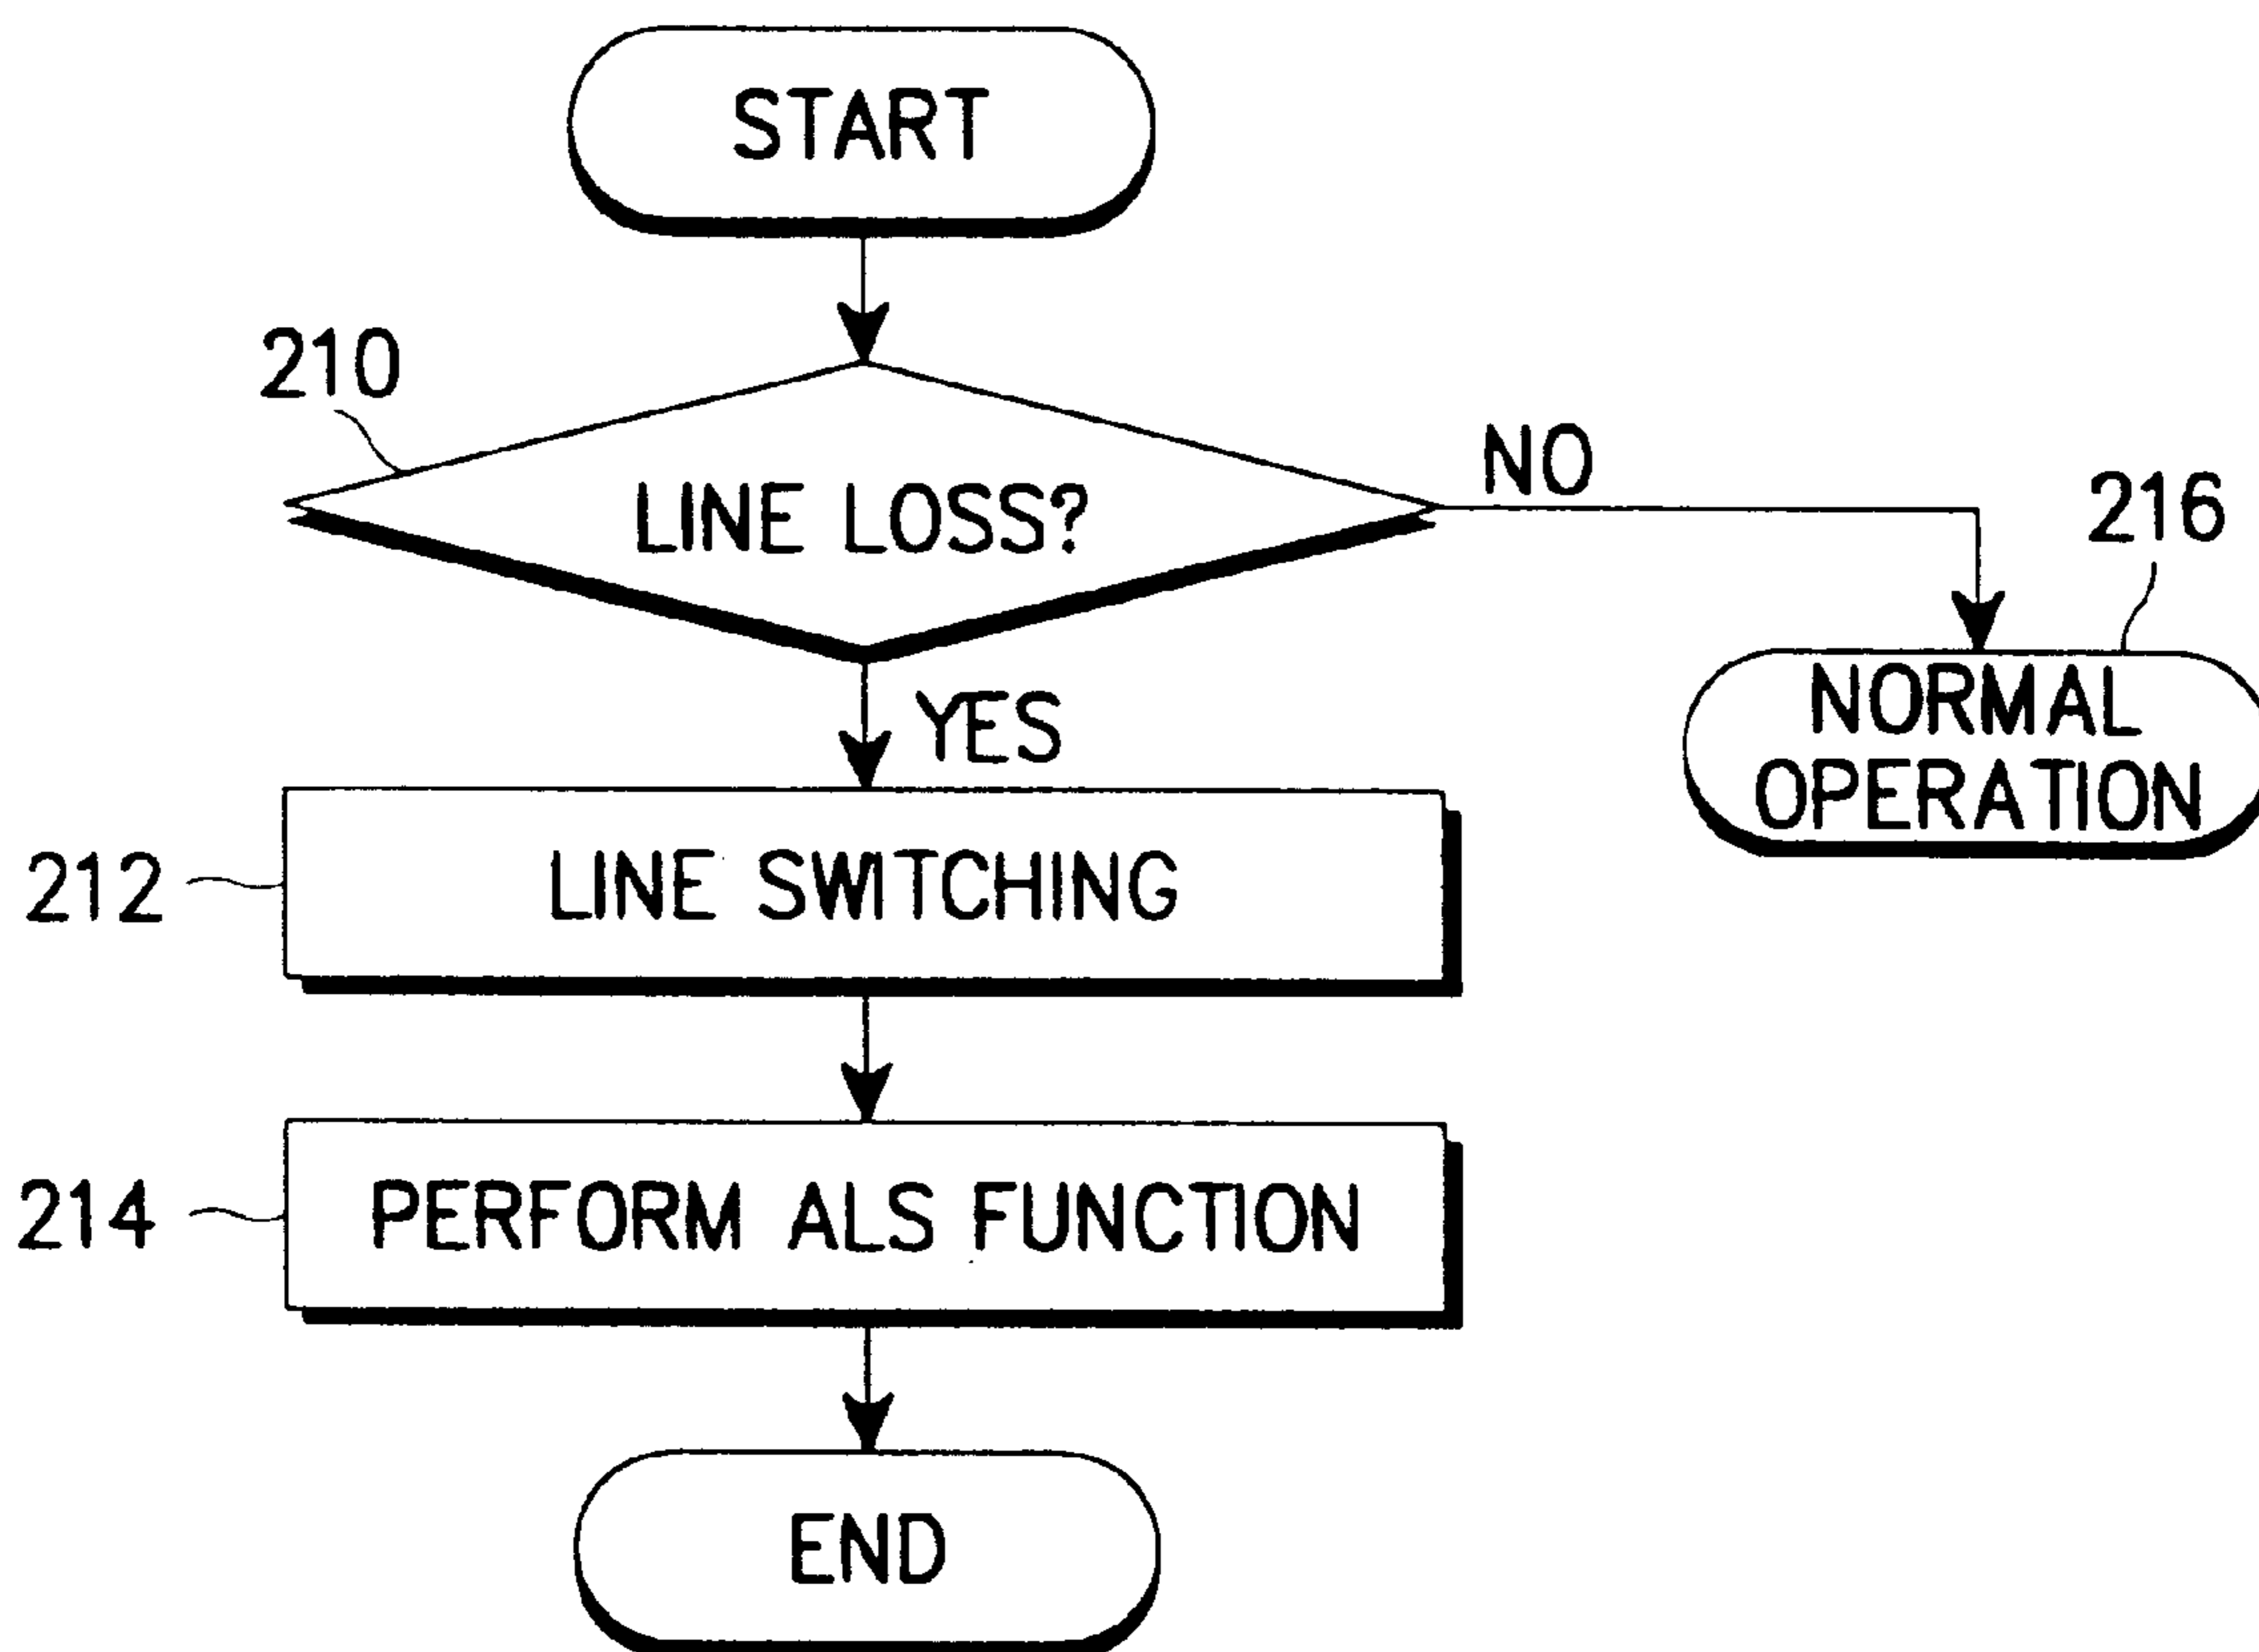 START
210
LINE LOSS?
NO
216
NORMAL
OPERATION
YES
212
LINE SWITCHING
214
PERFORM ALS FUNCTION
END